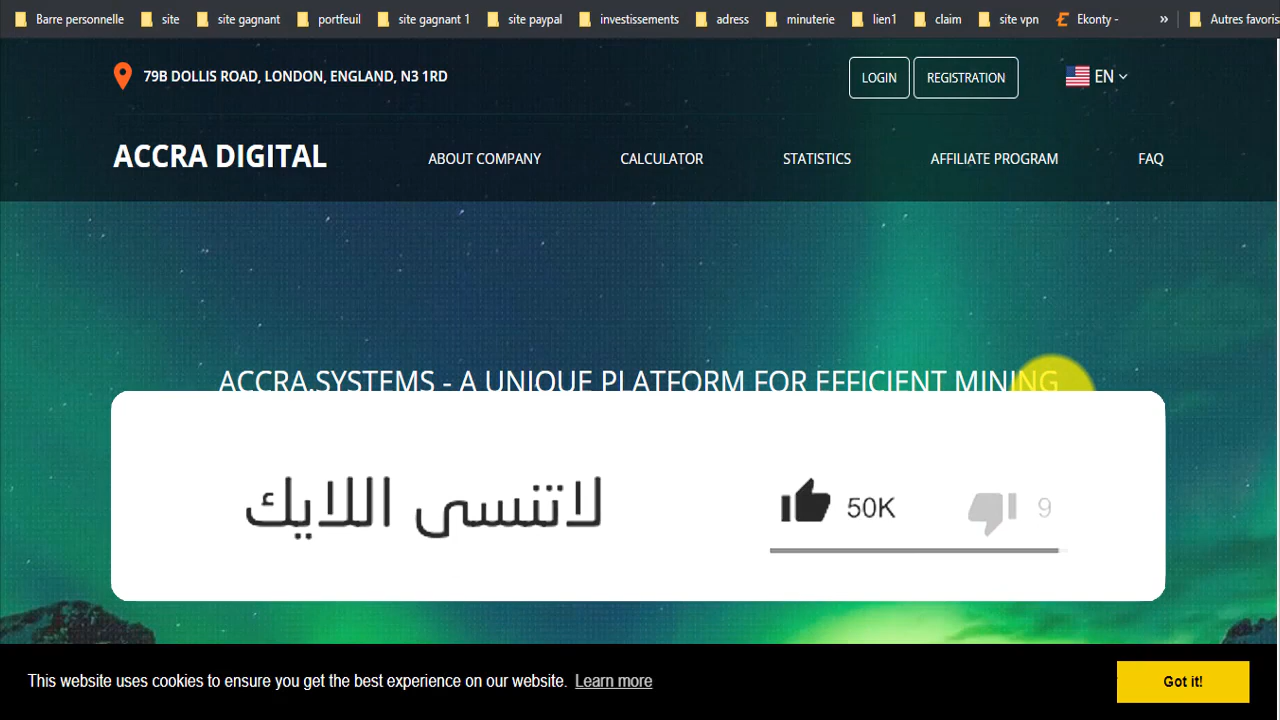 Barre personnelle site site gagnant portfeuil site gagnant 1 site paypal investissements adress minuterie lien1 claim site vpn Ekonty - » Autres favoris
79B DOLLIS ROAD, LONDON, ENGLAND, N3 1RD LOGIN REGISTRATION EN
ACCRA DIGITAL ABOUT COMPANY CALCULATOR STATISTICS AFFILIATE PROGRAM FAQ
ACCRA.SYSTEMS - A UNIQUE PLATFORM FOR EFFICIENT MINING
لاتنسى اللايك 50K 9
This website uses cookies to ensure you get the best experience on our website. Learn more Got it!